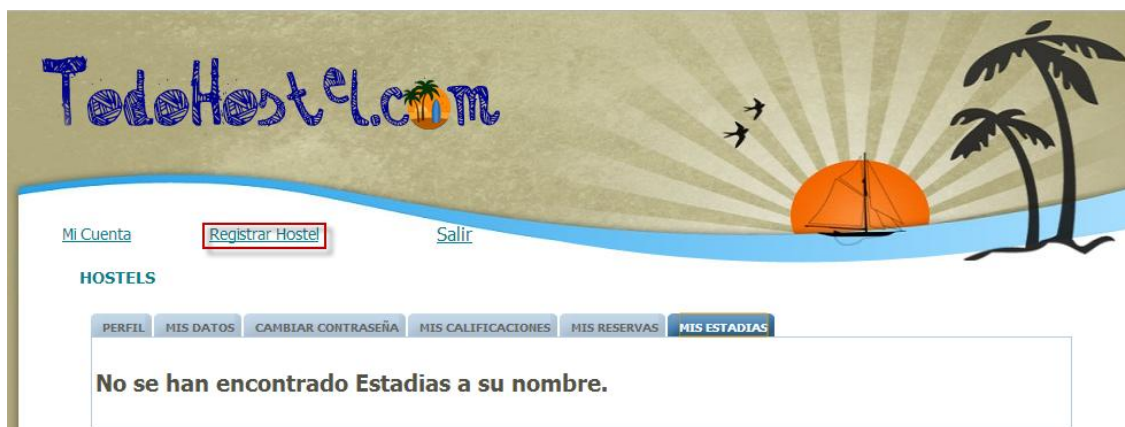 TodoHostel.com
Mi Cuenta Registrar Hostel Salir
HOSTELS
PERFIL MIS DATOS CAMBIAR CONTRASEÑA MIS CALIFICACIONES MIS RESERVAS MIS ESTADIAS
No se han encontrado Estadias a su nombre.